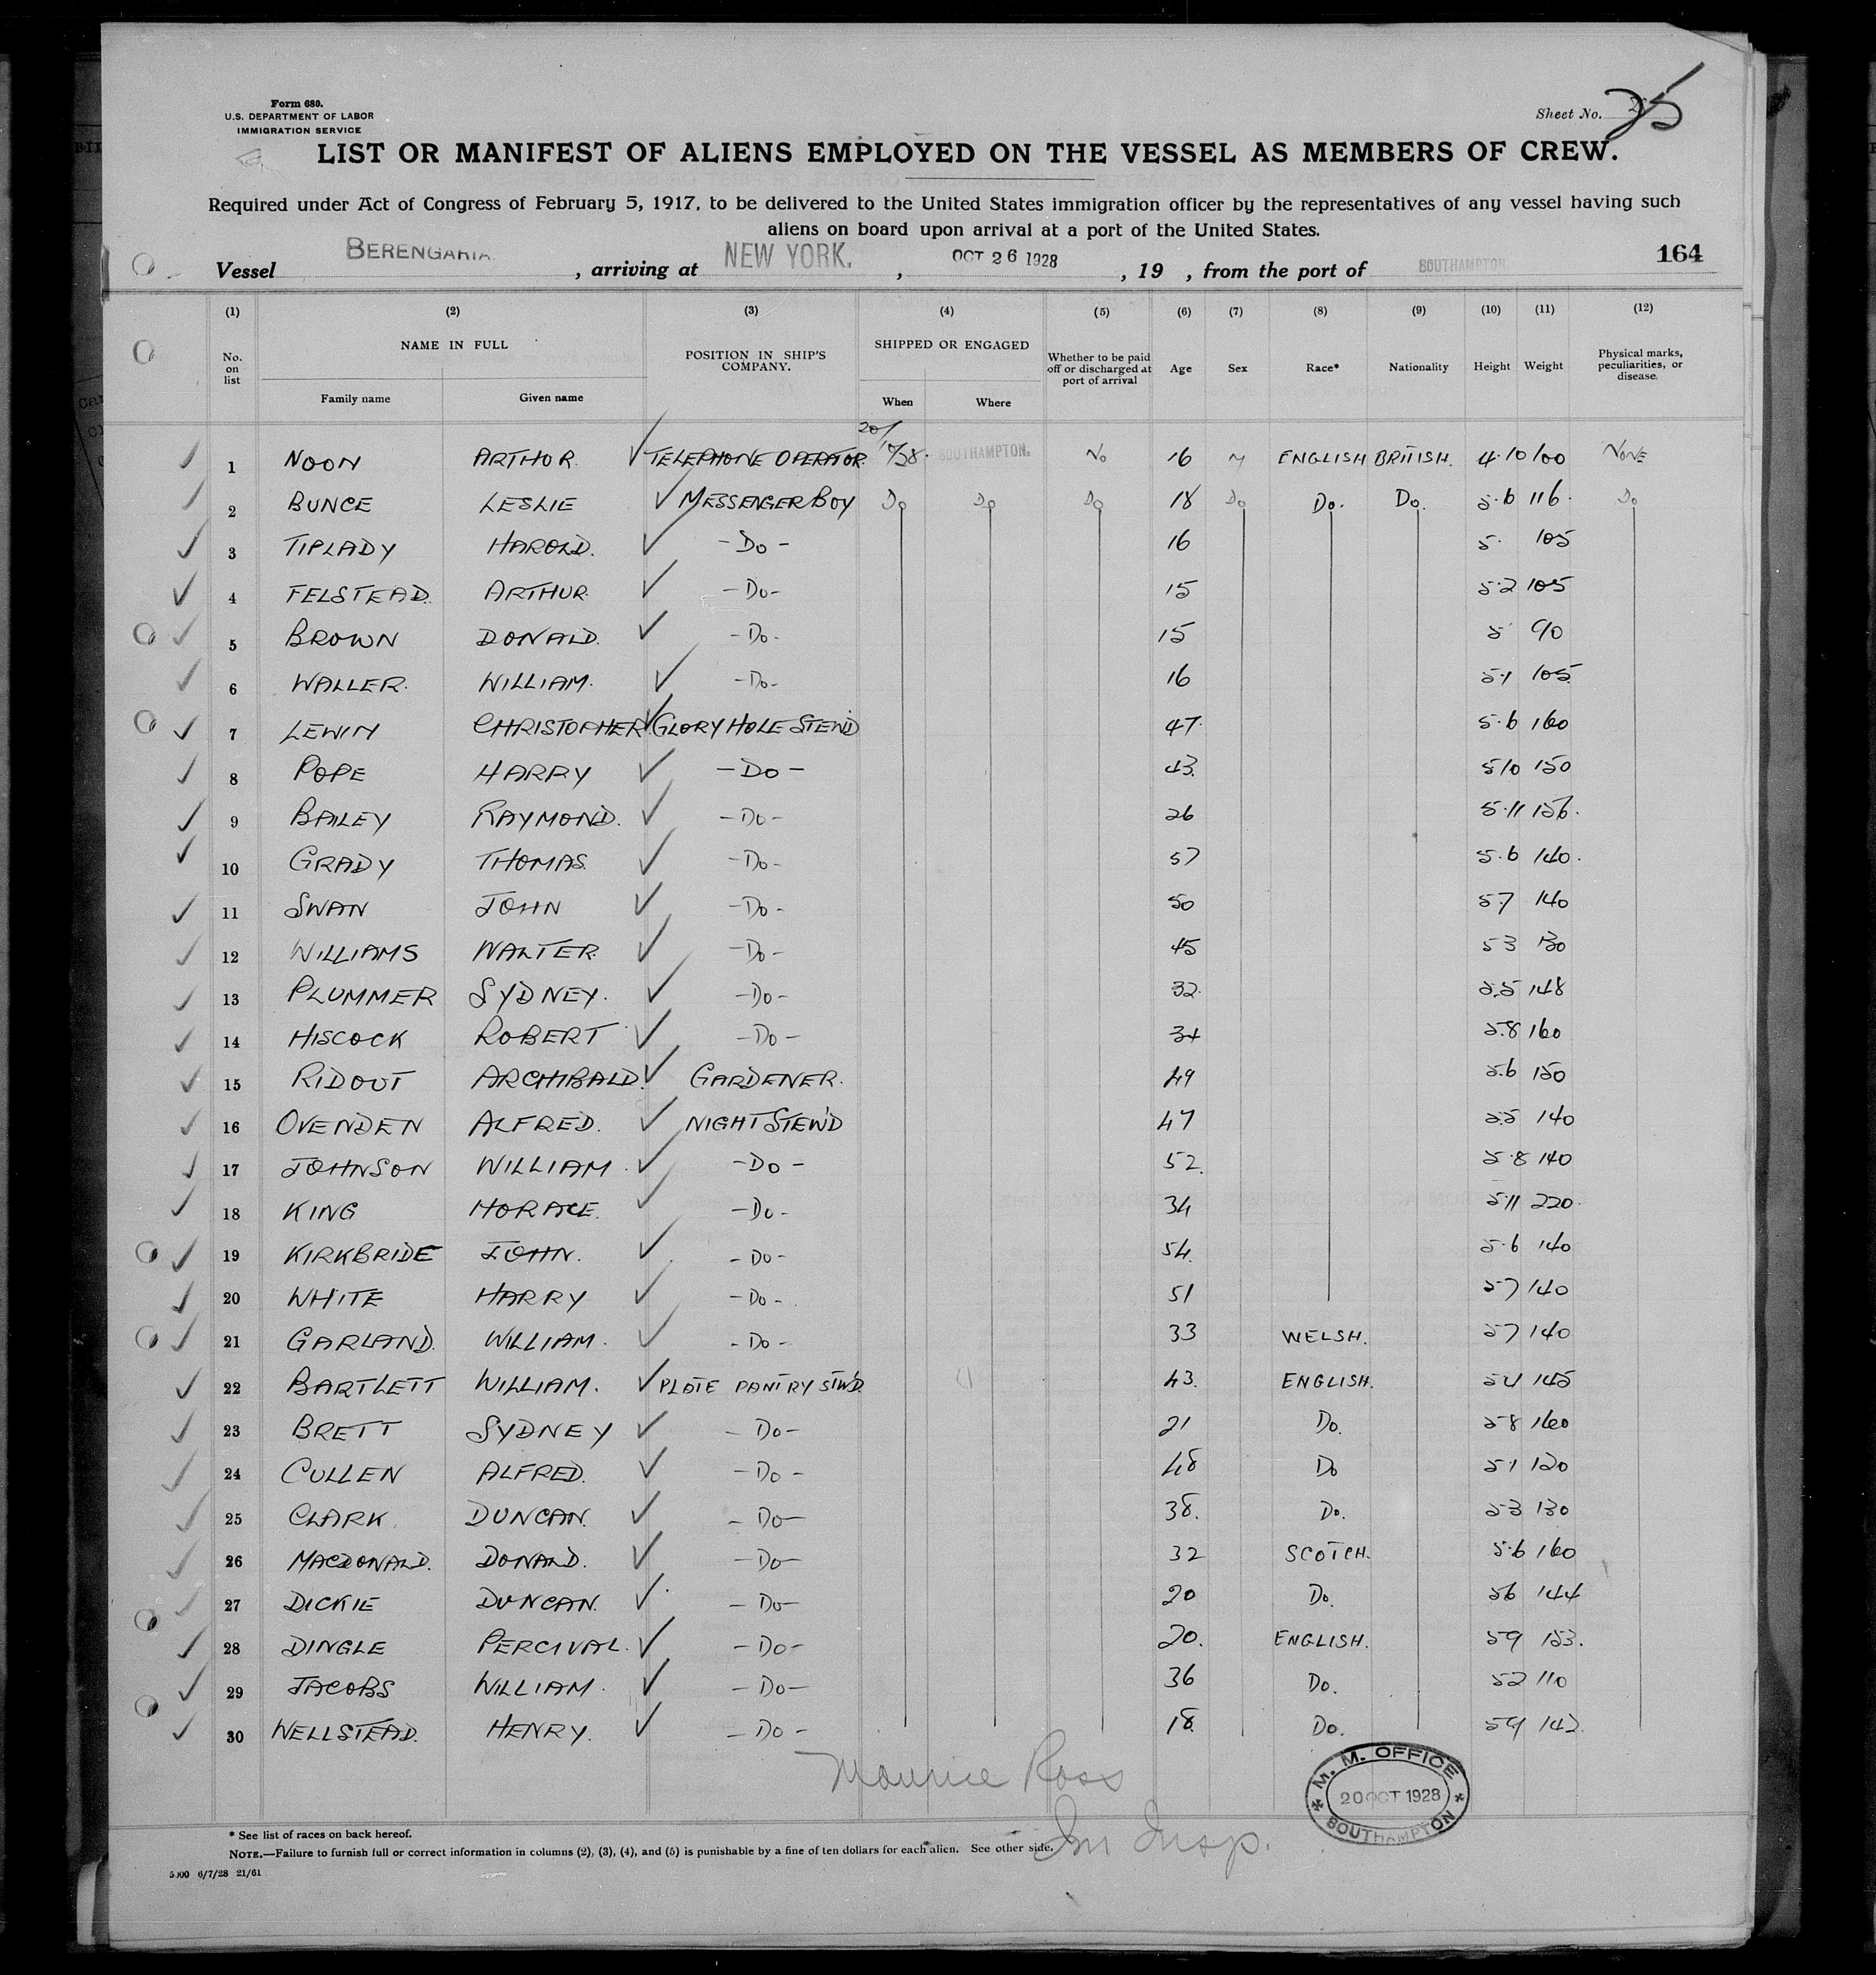 Form 680.
U.S. DEPARTMENT OF LABOR
IMMIGRATION SERVICE
Sheet No. 25
LIST OR MANIFEST OF ALIENS EMPLOYED ON THE VESSEL AS MEMBERS OF CREW.
Required under Act of Congress of February 5, 1917, to be delivered to the United States immigration officer by the representatives of any vessel having such
aliens on board upon arrival at a port of the United States.
Vessel BERENGARIA, arriving at NEW YORK. , OCT 26 1928 , 19 , from the port of SOUTHAMPTON 164
(1) (2) (3) (4) (5) (6) (7) (8) (9) (10) (11) (12)
No. on list NAME IN FULL Family name Given name POSITION IN SHIP'S COMPANY. SHIPPED OR ENGAGED When Where Whether to be paid off or discharged at port of arrival Age Sex Race* Nationality Height Weight Physical marks, peculiarities, or disease.
1 NOON ARTHUR TELEPHONE OPERATOR 20/10/28. SOUTHAMPTON. No 16 M ENGLISH BRITISH. 4.10 100 NONE
2 BUNCE LESLIE MESSENGER BOY Do Do Do 18 Do Do. Do. 5.6 116. Do
3 TIPLADY HAROLD. - Do - 16 5. 105
4 FELSTEAD. ARTHUR. - Do - 15 5.2 105
5 BROWN DONALD. - Do. 15 5 90
6 WALLER. WILLIAM. - Do - 16 5.1 105
7 LEWIN CHRISTOPHER GLORY HOLE STEW'D 47. 5.6 160
8 POPE HARRY - Do - 43. 5 10 150
9 BAILEY RAYMOND. - Do - 26 5.11 156.
10 GRADY THOMAS. - Do - 57 5.6 140.
11 SWAN JOHN - Do - 50 5.7 140
12 WILLIAMS WALTER. - Do - 45 5 3 130
13 PLUMMER SYDNEY. - Do - 32. 5.5 148
14 HISCOCK ROBERT - Do - 34 5.8 160
15 RIDOUT ARCHIBALD. GARDENER. 49 5.6 150
16 OVENDEN ALFRED. NIGHT STEW'D 47 5.5 140
17 JOHNSON WILLIAM. - Do - 52. 5.8 140
18 KING HORACE. - Do - 34 5.11 220.
19 KIRKBRIDE JOHN. - Do - 54. 5.6 140
20 WHITE HARRY - Do - 51 5.7 140
21 GARLAND. WILLIAM. - Do - 33 WELSH. 5 7 140
22 BARTLETT WILLIAM. PLATE PANTRY STW'D. 43. ENGLISH. 5 4 145
23 BRETT SYDNEY - Do - 21 Do. 5 8 160
24 CULLEN ALFRED. - Do - 48 Do 5 1 120
25 CLARK. DUNCAN. - Do - 38. Do. 5 3 130
26 MACDONALD. DONALD. - Do - 32 SCOTCH. 5.6 160
27 DICKIE DUNCAN. - Do - 20 Do. 5 6 144
28 DINGLE PERCIVAL. - Do - 20. ENGLISH. 5 9 153.
29 JACOBS WILLIAM. - Do - 36 Do. 5 2 110
30 WELLSTEAD. HENRY. - Do - 18. Do. 5 9 142.
Maurice Ross
Im Insp.
M. M. OFFICE
20 OCT 1928
SOUTHAMPTON
* See list of races on back hereof.
NOTE.—Failure to furnish full or correct information in columns (2), (3), (4), and (5) is punishable by a fine of ten dollars for each alien. See other side.
5000 6/7/28 21/61